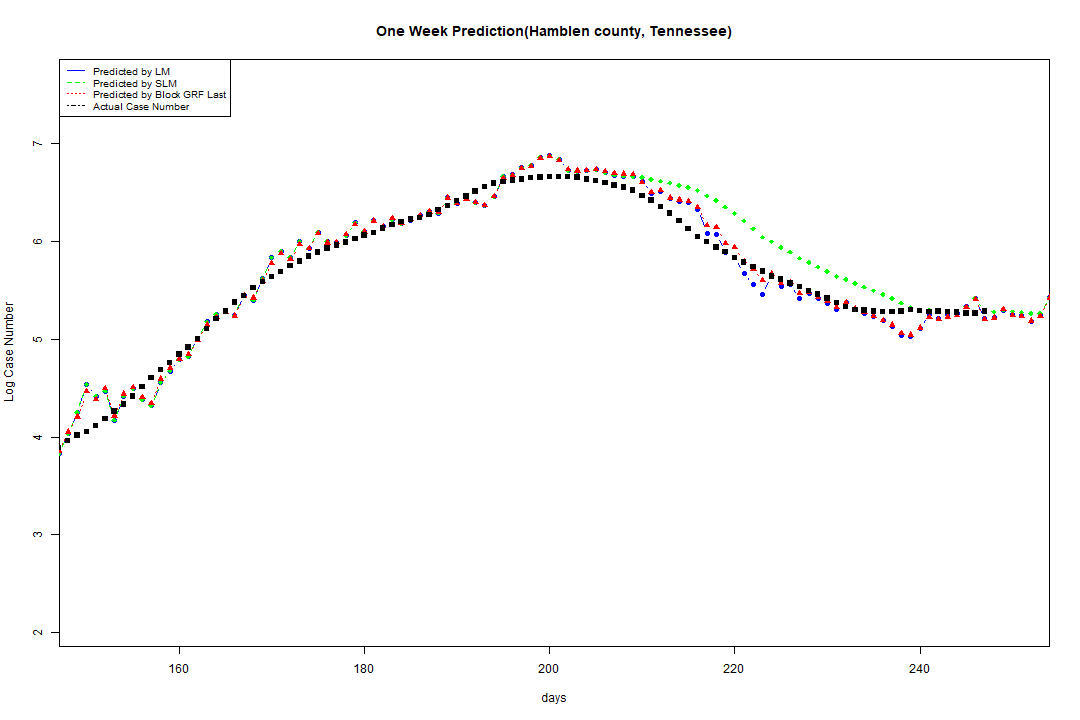 One Week Prediction(Hamblen county, Tennessee)
Predicted by LM
Predicted by SLM
Predicted by Block GRF Last
Actual Case Number
7
6
5
4
3
2
Log Case Number
160 180 200 220 240
days